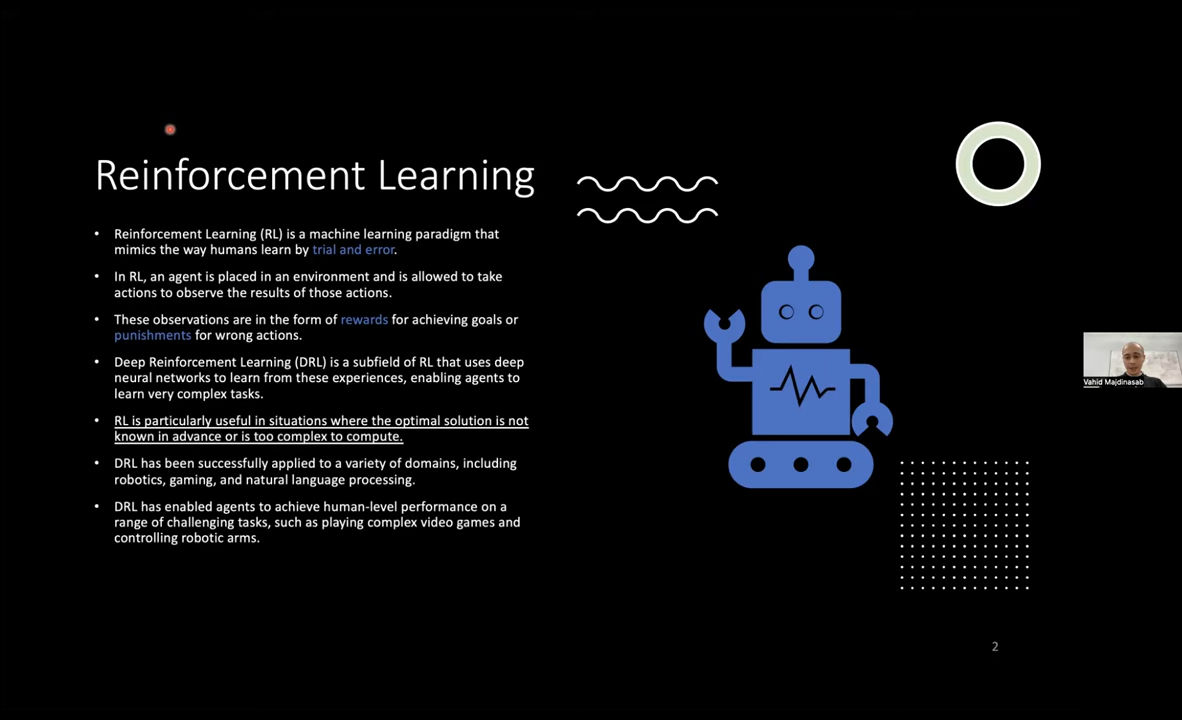 Reinforcement Learning
• Reinforcement Learning (RL) is a machine learning paradigm that
mimics the way humans learn by trial and error.
• In RL, an agent is placed in an environment and is allowed to take
actions to observe the results of those actions.
• These observations are in the form of rewards for achieving goals or
punishments for wrong actions.
• Deep Reinforcement Learning (DRL) is a subfield of RL that uses deep
neural networks to learn from these experiences, enabling agents to
learn very complex tasks.
• RL is particularly useful in situations where the optimal solution is not
known in advance or is too complex to compute.
• DRL has been successfully applied to a variety of domains, including
robotics, gaming, and natural language processing.
• DRL has enabled agents to achieve human-level performance on a
range of challenging tasks, such as playing complex video games and
controlling robotic arms.
Vahid Majdinasab
2